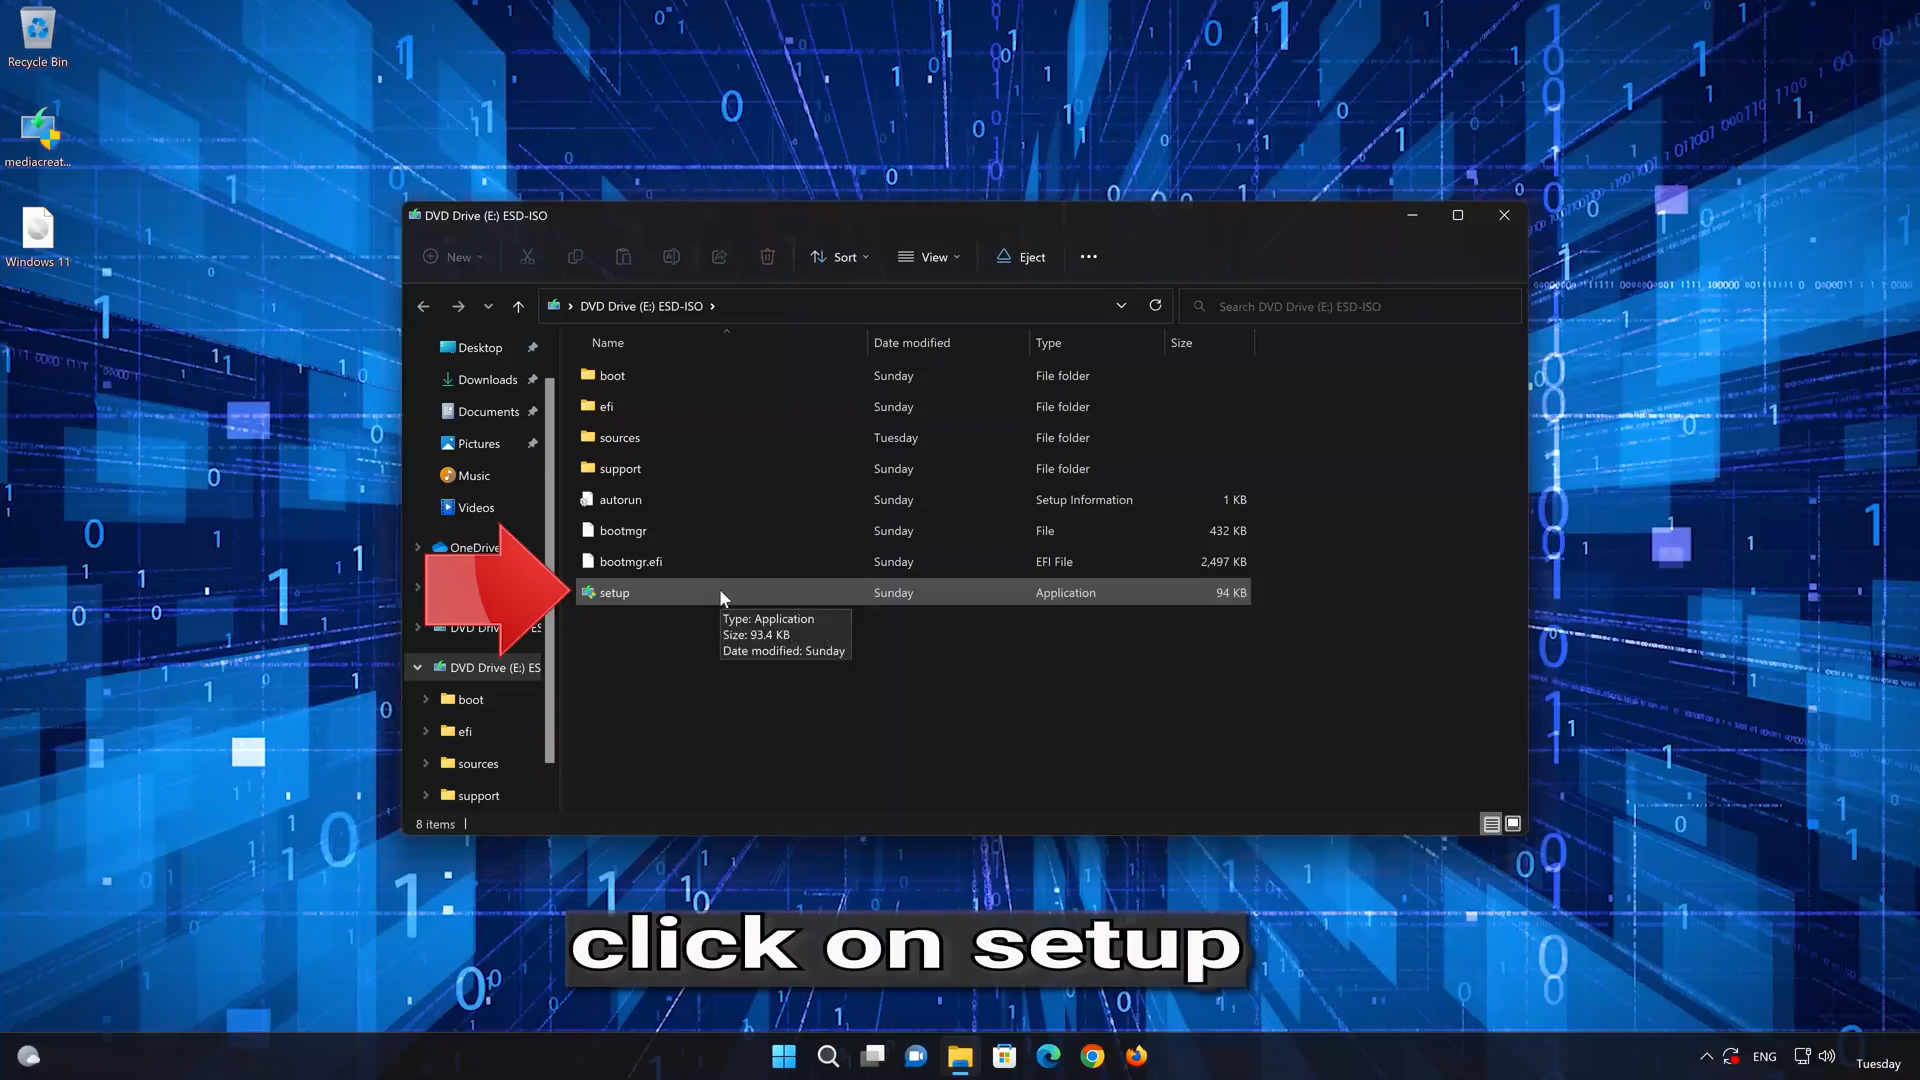 Recycle Bin
mediacreat...
Windows 11
DVD Drive (E:) ESD-ISO
New
Sort
View
Eject
DVD Drive (E:) ESD-ISO
Search DVD Drive (E:) ESD-ISO
Name Date modified Type Size
boot Sunday File folder
efi Sunday File folder
sources Tuesday File folder
support Sunday File folder
autorun Sunday Setup Information 1 KB
bootmgr Sunday File 432 KB
bootmgr.efi Sunday EFI File 2,497 KB
setup Sunday Application 94 KB
Type: Application
Size: 93.4 KB
Date modified: Sunday
Desktop
Downloads
Documents
Pictures
Music
Videos
OneDrive
DVD Driv ES
DVD Drive (E:) ES
boot
efi
sources
support
8 items
click on setup
ENG
Tuesday